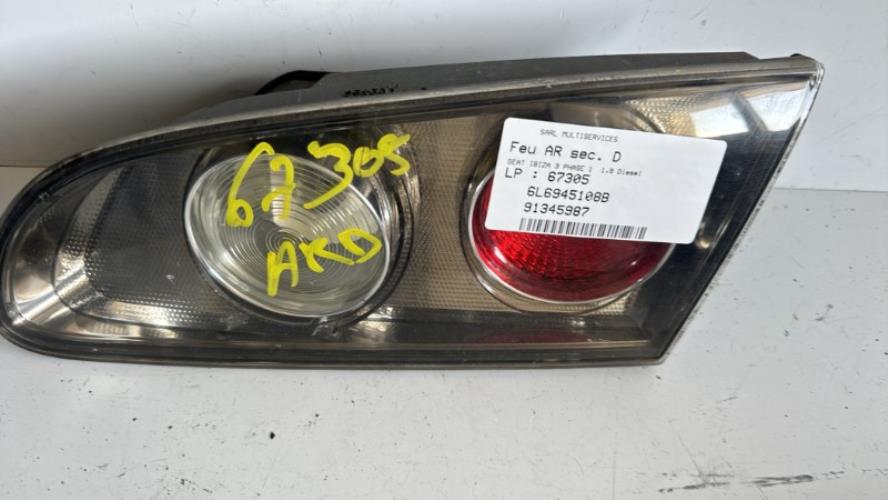 67305
ARD
SARL MULTISERVICES
Feu AR sec. D
SEAT IBIZA 3 PHASE 1 1.9 Diesel
LP : 67305
6L6945108B
91345987